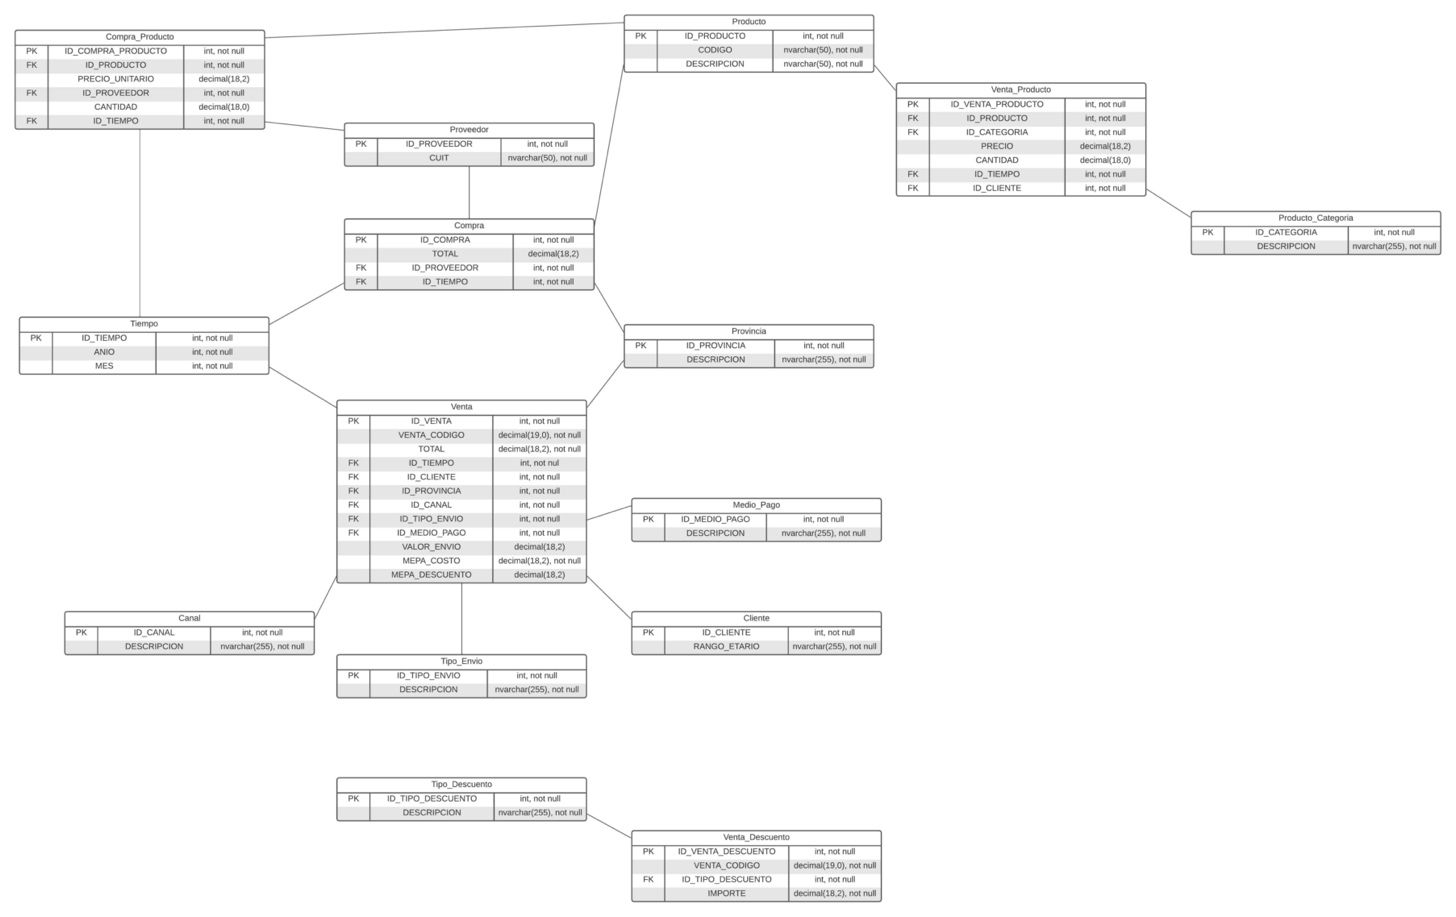 Compra_Producto
PK ID_COMPRA_PRODUCTO int, not null
FK ID_PRODUCTO int, not null
PRECIO_UNITARIO decimal(18,2)
FK ID_PROVEEDOR int, not null
CANTIDAD decimal(18,0)
FK ID_TIEMPO int, not null
Producto
PK ID_PRODUCTO int, not null
CODIGO nvarchar(50), not null
DESCRIPCION nvarchar(50), not null
Venta_Producto
PK ID_VENTA_PRODUCTO int, not null
FK ID_PRODUCTO int, not null
FK ID_CATEGORIA int, not null
PRECIO decimal(18,2)
CANTIDAD decimal(18,0)
FK ID_TIEMPO int, not null
FK ID_CLIENTE int, not null
Proveedor
PK ID_PROVEEDOR int, not null
CUIT nvarchar(50), not null
Producto_Categoria
PK ID_CATEGORIA int, not null
DESCRIPCION nvarchar(255), not null
Compra
PK ID_COMPRA int, not null
TOTAL decimal(18,2)
FK ID_PROVEEDOR int, not null
FK ID_TIEMPO int, not null
Tiempo
PK ID_TIEMPO int, not null
ANIO int, not null
MES int, not null
Provincia
PK ID_PROVINCIA int, not null
DESCRIPCION nvarchar(255), not null
Venta
PK ID_VENTA int, not null
VENTA_CODIGO decimal(19,0), not null
TOTAL decimal(18,2), not null
FK ID_TIEMPO int, not nul
FK ID_CLIENTE int, not null
FK ID_PROVINCIA int, not null
FK ID_CANAL int, not null
FK ID_TIPO_ENVIO int, not null
FK ID_MEDIO_PAGO int, not null
VALOR_ENVIO decimal(18,2)
MEPA_COSTO decimal(18,2), not null
MEPA_DESCUENTO decimal(18,2)
Medio_Pago
PK ID_MEDIO_PAGO int, not null
DESCRIPCION nvarchar(255), not null
Canal
PK ID_CANAL int, not null
DESCRIPCION nvarchar(255), not null
Cliente
PK ID_CLIENTE int, not null
RANGO_ETARIO nvarchar(255), not null
Tipo_Envio
PK ID_TIPO_ENVIO int, not null
DESCRIPCION nvarchar(255), not null
Tipo_Descuento
PK ID_TIPO_DESCUENTO int, not null
DESCRIPCION nvarchar(255), not null
Venta_Descuento
PK ID_VENTA_DESCUENTO int, not null
VENTA_CODIGO decimal(19,0), not null
FK ID_TIPO_DESCUENTO int, not null
IMPORTE decimal(18,2), not null